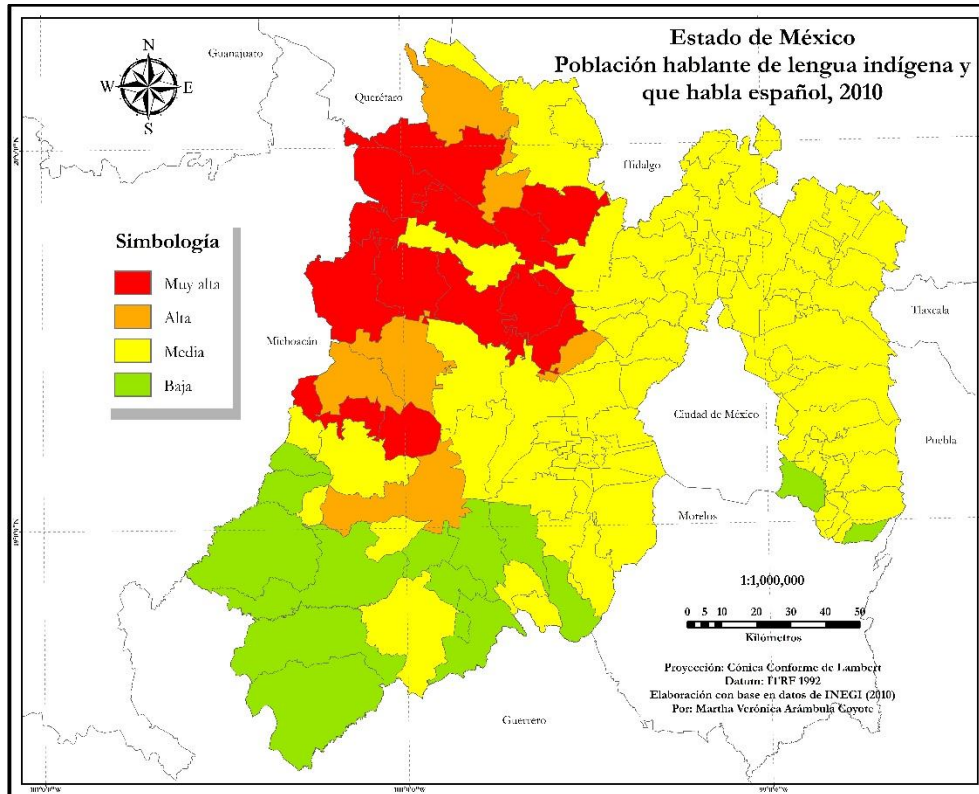 Estado de México
Población hablante de lengua indígena y
que habla español, 2010
N
W E
S
Guanajuato
Querétaro
Hidalgo
Simbología
Muy alta
Alta
Media
Baja
Michoacán
Tlaxcala
Ciudad de México
Puebla
Morelos
Guerrero
1:1,000,000
0 5 10 20 30 40 50
Kilómetros
Proyección: Cónica Conforme de Lambert
Datum: ITRF 1992
Elaboración con base en datos de INEGI (2010)
Por: Martha Verónica Arámbula Coyote